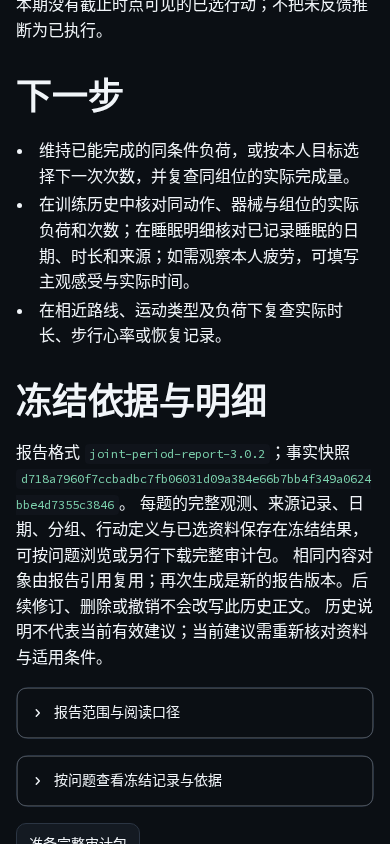 本期没有截止时点可见的已选行动；不把未反馈推
断为已执行。
下一步
• 维持已能完成的同条件负荷，或按本人目标选
择下一次次数，并复查同组位的实际完成量。
• 在训练历史中核对同动作、器械与组位的实际
负荷和次数；在睡眠明细核对已记录睡眠的日
期、时长和来源；如需观察本人疲劳，可填写
主观感受与实际时间。
• 在相近路线、运动类型及负荷下复查实际时
长、步行心率或恢复记录。
冻结依据与明细
报告格式 joint-period-report-3.0.2；事实快照
d718a7960f7ccbadbc7fb06031d09a384e66b7bb4f349a0624
bbe4d7355c3846。 每题的完整观测、来源记录、日
期、分组、行动定义与已选资料保存在冻结结果，
可按问题浏览或另行下载完整审计包。 相同内容对
象由报告引用复用；再次生成是新的报告版本。后
续修订、删除或撤销不会改写此历史正文。 历史说
明不代表当前有效建议；当前建议需重新核对资料
与适用条件。
报告范围与阅读口径
按问题查看冻结记录与依据
准备完整审计包